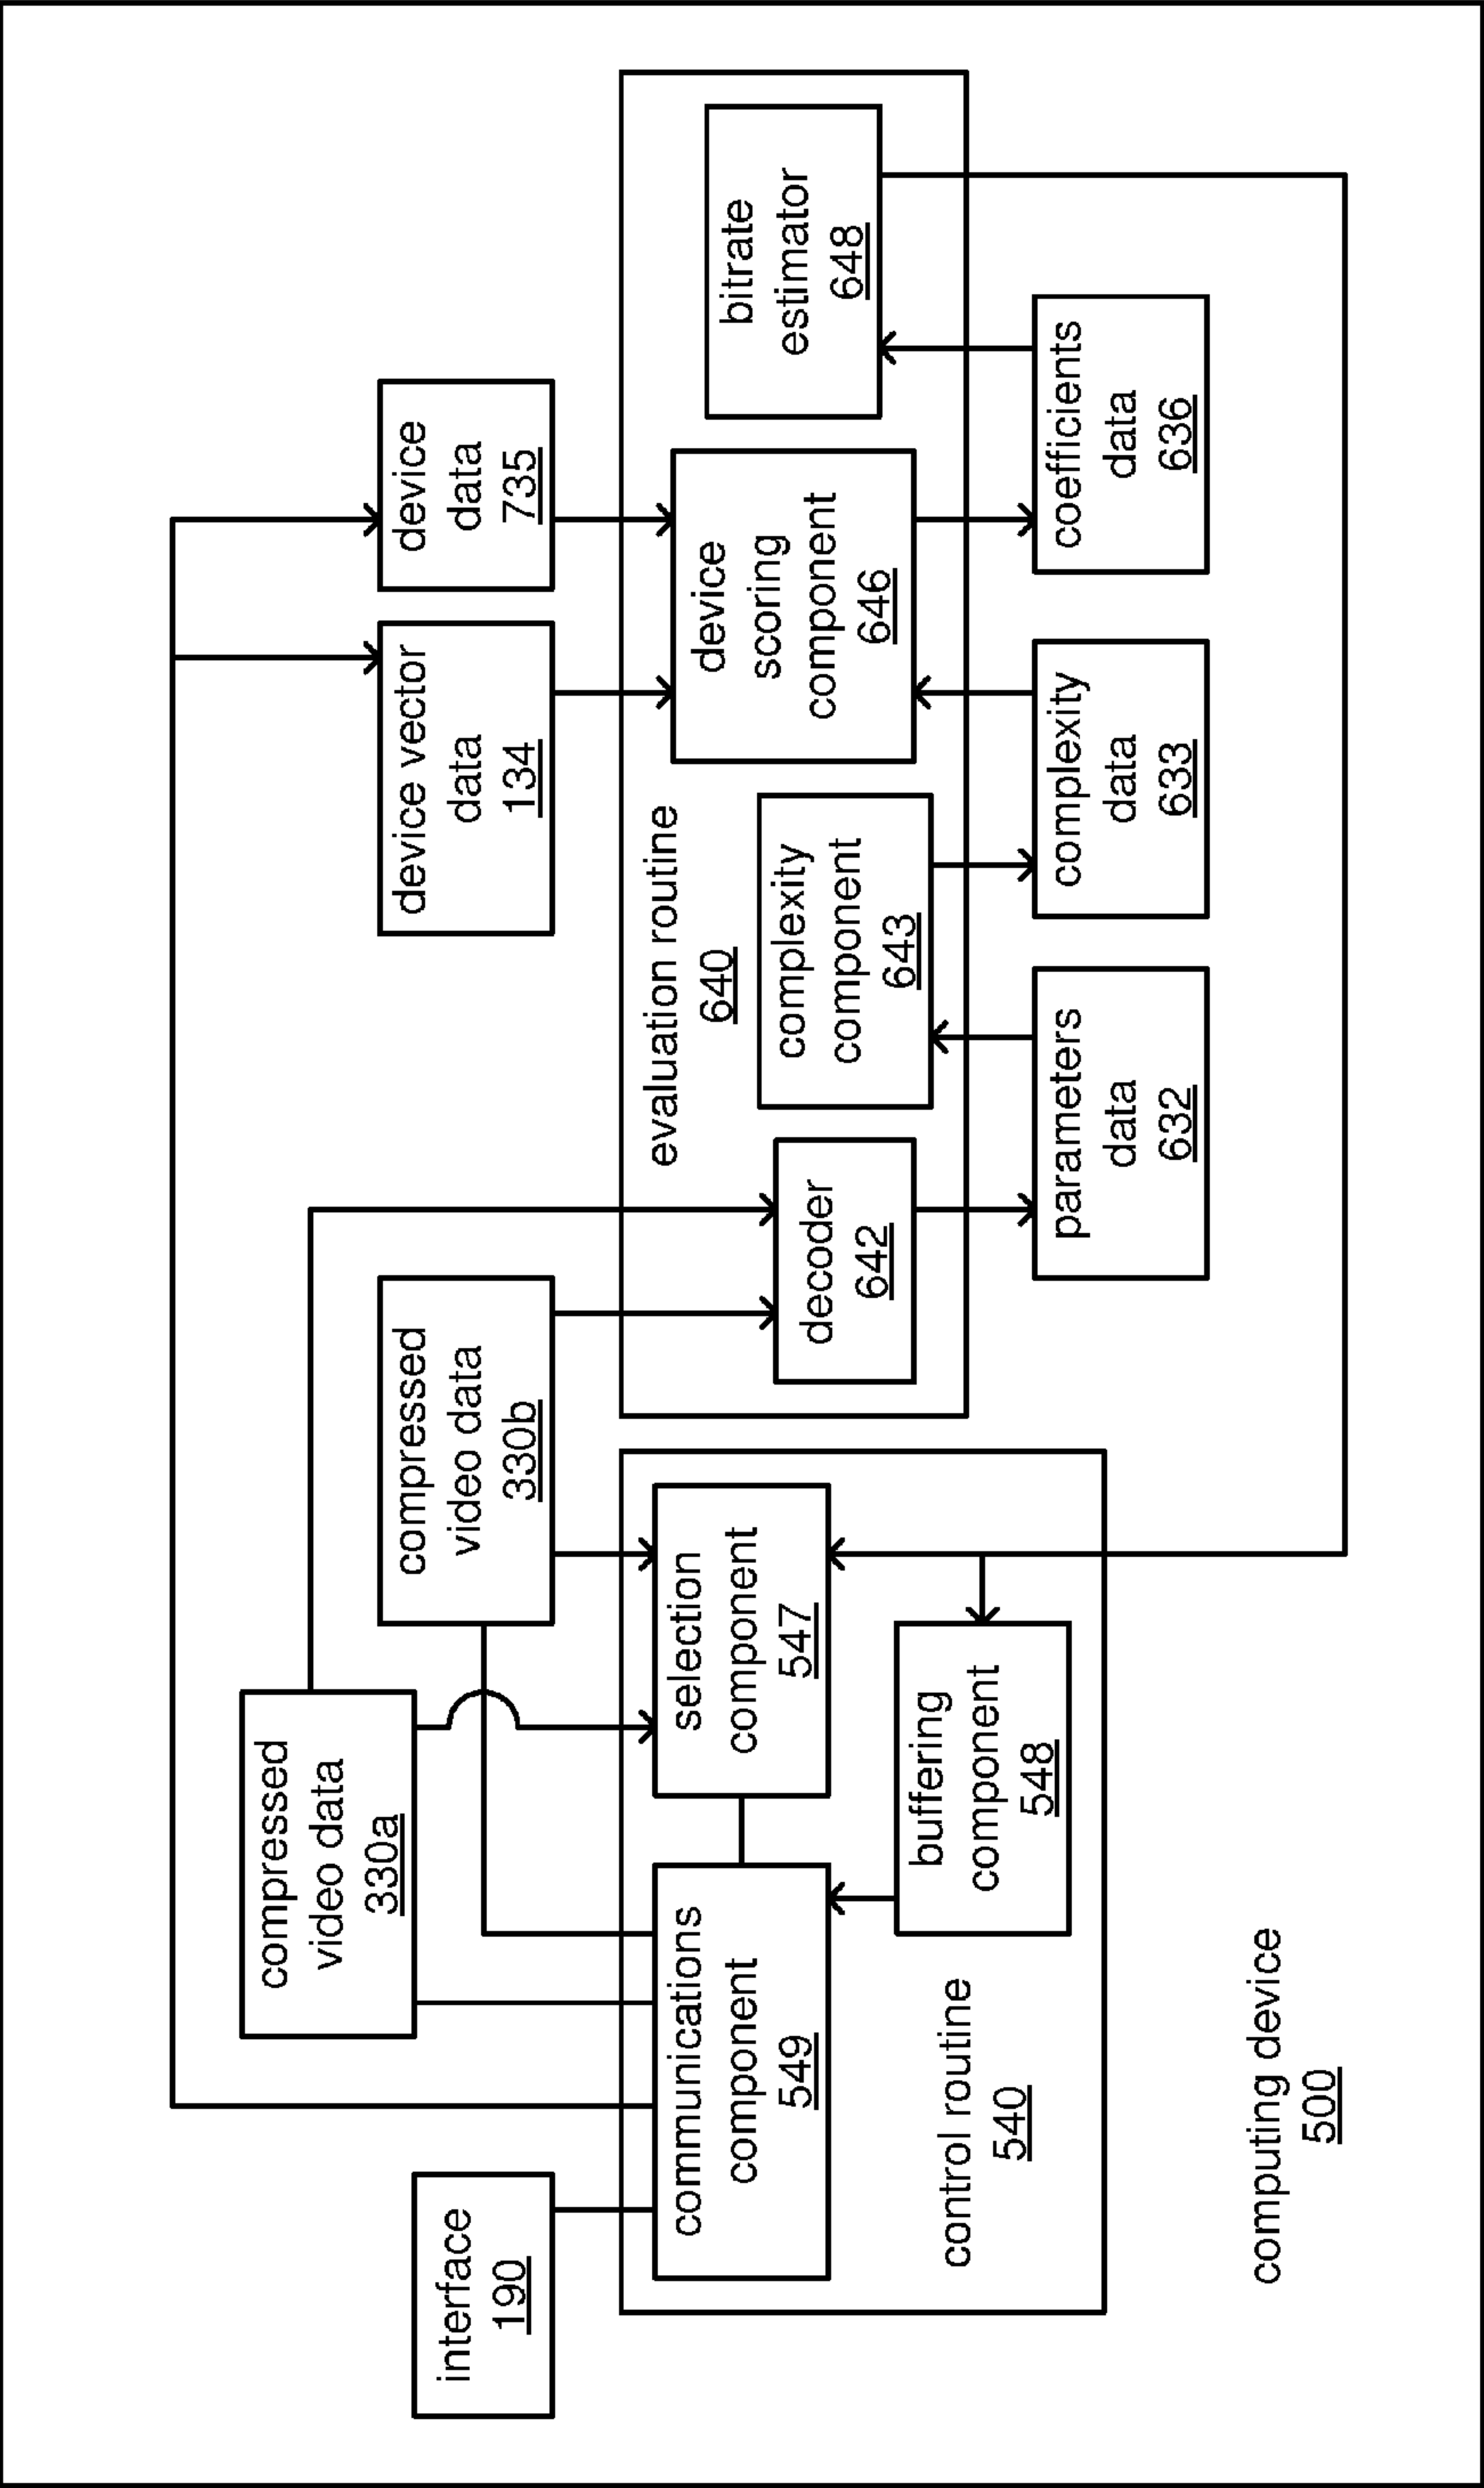 compressed
video data
330a
interface
190
compressed
video data
330b
device vector
data
134
device
data
735
communications
component
549
selection
component
547
buffering
component
548
control routine
540
evaluation routine
640
decoder
642
complexity
component
643
device
scoring
component
646
bitrate
estimator
648
parameters
data
632
complexity
data
633
coefficients
data
636
computing device
500